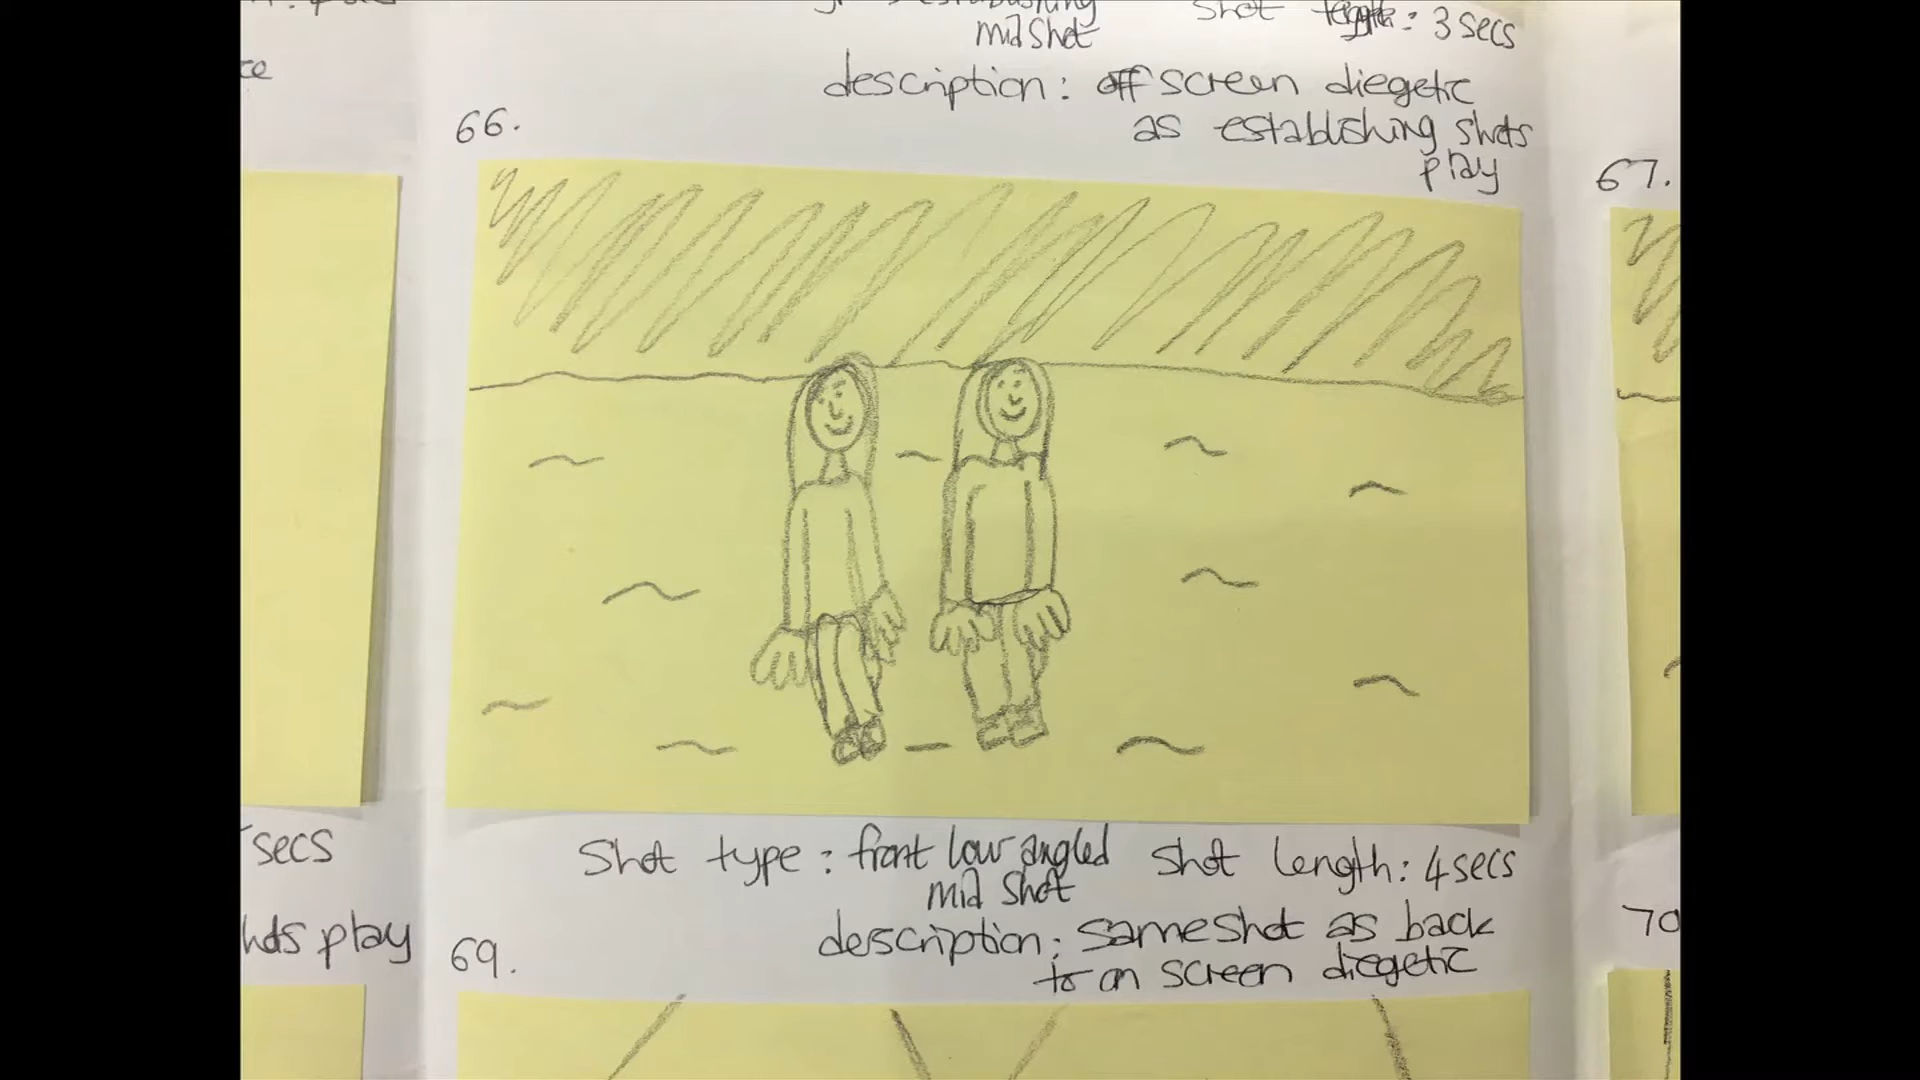 mid shot
shot length: 3 secs
description: off screen diegetic
as establishing shots
play
66.
67.
secs
Shot type: front low angled
mid shot
shot length: 4 secs
description: same shot as back
to on screen diegetic
play
69.
70